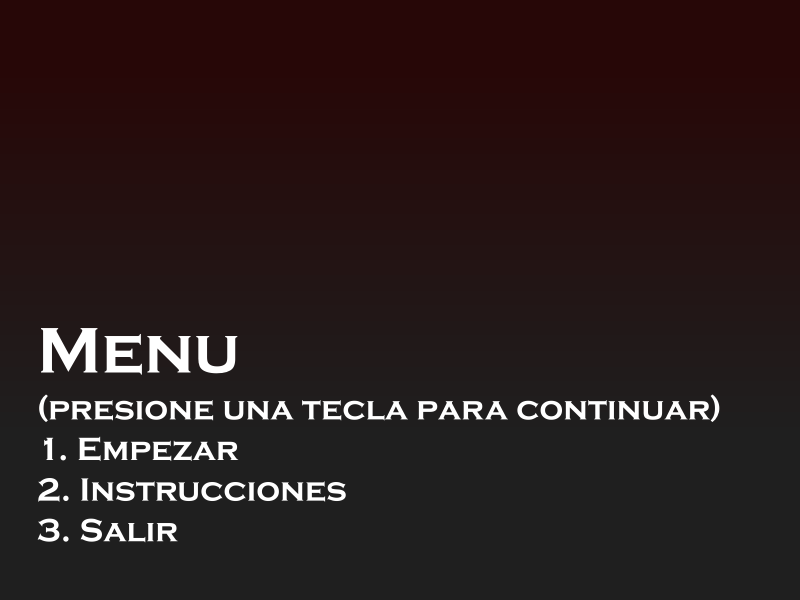 Menu
(presione una tecla para continuar)
1. Empezar
2. Instrucciones
3. Salir